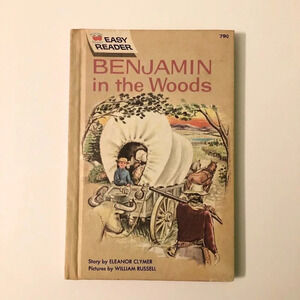 EASY
READER
79¢
BENJAMIN
in the Woods
Story by ELEANOR CLYMER
Pictures by WILLIAM RUSSELL